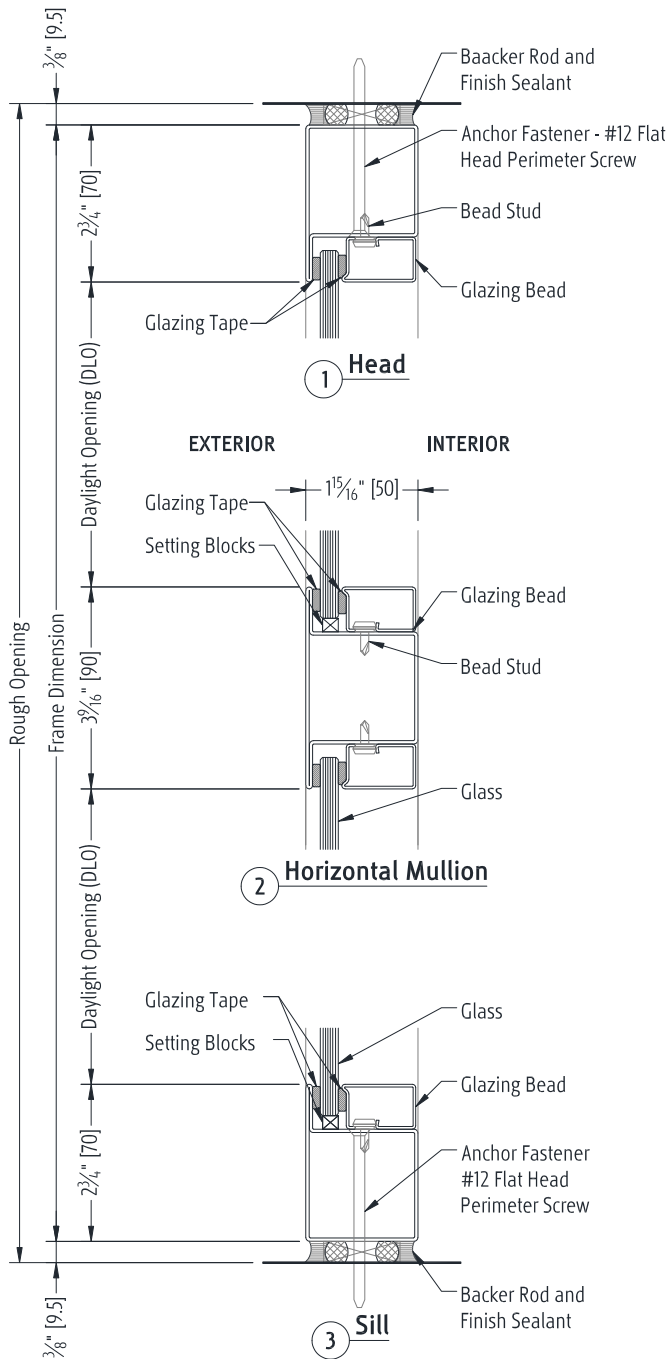 3/8" [9.5]
Baacker Rod and
Finish Sealant
Anchor Fastener - #12 Flat
Head Perimeter Screw
2 3/4" [70]
Bead Stud
Glazing Bead
Glazing Tape
1 Head
Daylight Opening (DLO)
EXTERIOR
INTERIOR
1 15/16" [50]
Glazing Tape
Setting Blocks
Glazing Bead
Bead Stud
3 9/16" [90]
Rough Opening
Frame Dimension
Glass
2 Horizontal Mullion
Daylight Opening (DLO)
Glazing Tape
Setting Blocks
Glass
Glazing Bead
2 3/4" [70]
Anchor Fastener
#12 Flat Head
Perimeter Screw
Backer Rod and
Finish Sealant
3/8" [9.5]
3 Sill